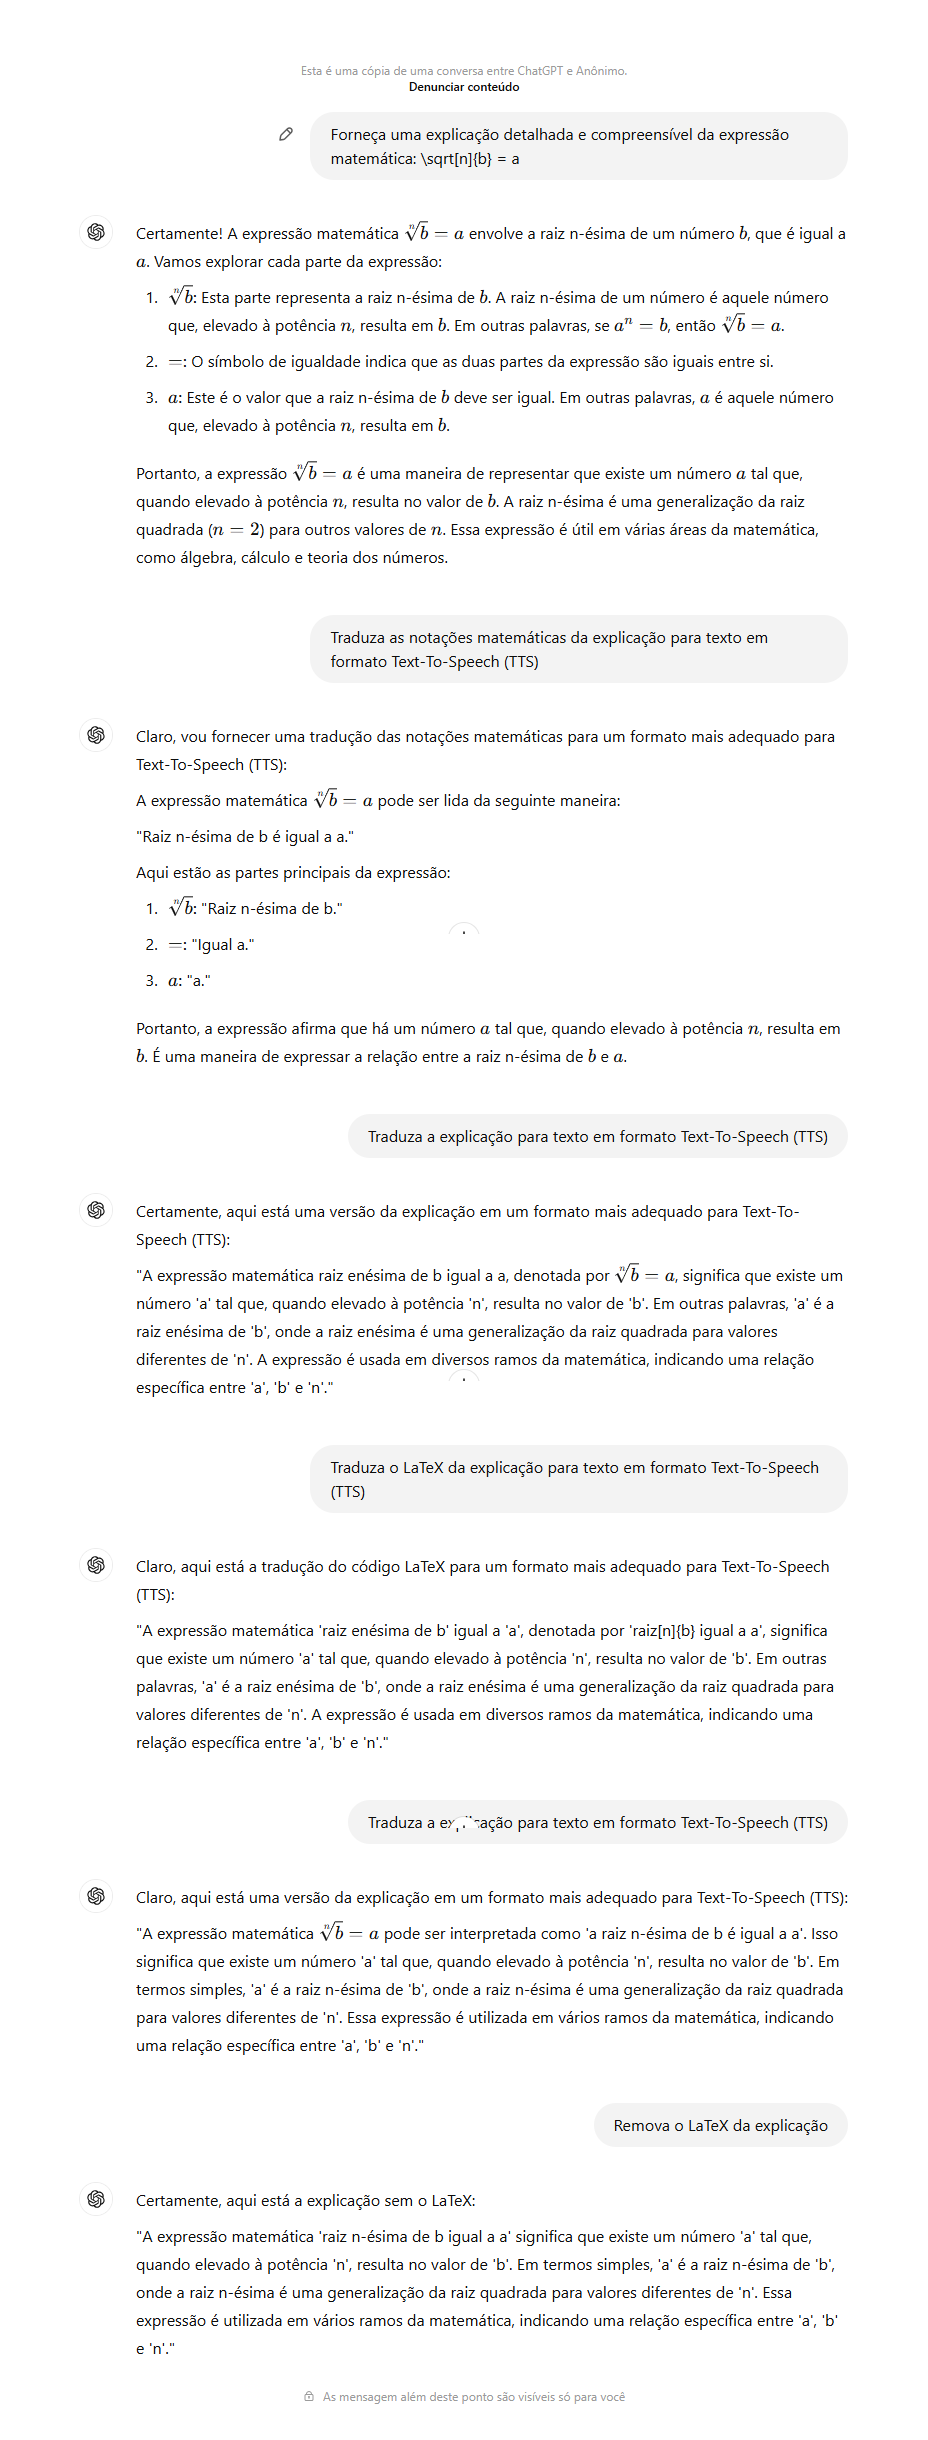 Esta é uma cópia de uma conversa entre ChatGPT e Anônimo.
Denunciar conteúdo
Forneça uma explicação detalhada e compreensível da expressão
matemática: \sqrt[n]{b} = a
Certamente! A expressão matemática ⁿ√b = a envolve a raiz n-ésima de um número b, que é igual a
a. Vamos explorar cada parte da expressão:
1. ⁿ√b: Esta parte representa a raiz n-ésima de b. A raiz n-ésima de um número é aquele número
que, elevado à potência n, resulta em b. Em outras palavras, se aⁿ = b, então ⁿ√b = a.
2. =: O símbolo de igualdade indica que as duas partes da expressão são iguais entre si.
3. a: Este é o valor que a raiz n-ésima de b deve ser igual. Em outras palavras, a é aquele número
que, elevado à potência n, resulta em b.
Portanto, a expressão ⁿ√b = a é uma maneira de representar que existe um número a tal que,
quando elevado à potência n, resulta no valor de b. A raiz n-ésima é uma generalização da raiz
quadrada (n = 2) para outros valores de n. Essa expressão é útil em várias áreas da matemática,
como álgebra, cálculo e teoria dos números.
Traduza as notações matemáticas da explicação para texto em
formato Text-To-Speech (TTS)
Claro, vou fornecer uma tradução das notações matemáticas para um formato mais adequado para
Text-To-Speech (TTS):
A expressão matemática ⁿ√b = a pode ser lida da seguinte maneira:
"Raiz n-ésima de b é igual a a."
Aqui estão as partes principais da expressão:
1. ⁿ√b: "Raiz n-ésima de b."
2. =: "Igual a."
3. a: "a."
Portanto, a expressão afirma que há um número a tal que, quando elevado à potência n, resulta em
b. É uma maneira de expressar a relação entre a raiz n-ésima de b e a.
Traduza a explicação para texto em formato Text-To-Speech (TTS)
Certamente, aqui está uma versão da explicação em um formato mais adequado para Text-To-
Speech (TTS):
"A expressão matemática raiz enésima de b igual a a, denotada por ⁿ√b = a, significa que existe um
número 'a' tal que, quando elevado à potência 'n', resulta no valor de 'b'. Em outras palavras, 'a' é a
raiz enésima de 'b', onde a raiz enésima é uma generalização da raiz quadrada para valores
diferentes de 'n'. A expressão é usada em diversos ramos da matemática, indicando uma relação
específica entre 'a', 'b' e 'n'."
Traduza o LaTeX da explicação para texto em formato Text-To-Speech
(TTS)
Claro, aqui está a tradução do código LaTeX para um formato mais adequado para Text-To-Speech
(TTS):
"A expressão matemática 'raiz enésima de b' igual a 'a', denotada por 'raiz[n]{b} igual a a', significa
que existe um número 'a' tal que, quando elevado à potência 'n', resulta no valor de 'b'. Em outras
palavras, 'a' é a raiz enésima de 'b', onde a raiz enésima é uma generalização da raiz quadrada para
valores diferentes de 'n'. A expressão é usada em diversos ramos da matemática, indicando uma
relação específica entre 'a', 'b' e 'n'."
Traduza a explicação para texto em formato Text-To-Speech (TTS)
Claro, aqui está uma versão da explicação em um formato mais adequado para Text-To-Speech (TTS):
"A expressão matemática ⁿ√b = a pode ser interpretada como 'a raiz n-ésima de b é igual a a'. Isso
significa que existe um número 'a' tal que, quando elevado à potência 'n', resulta no valor de 'b'. Em
termos simples, 'a' é a raiz n-ésima de 'b', onde a raiz n-ésima é uma generalização da raiz quadrada
para valores diferentes de 'n'. Essa expressão é utilizada em vários ramos da matemática, indicando
uma relação específica entre 'a', 'b' e 'n'."
Remova o LaTeX da explicação
Certamente, aqui está a explicação sem o LaTeX:
"A expressão matemática 'raiz n-ésima de b igual a a' significa que existe um número 'a' tal que,
quando elevado à potência 'n', resulta no valor de 'b'. Em termos simples, 'a' é a raiz n-ésima de 'b',
onde a raiz n-ésima é uma generalização da raiz quadrada para valores diferentes de 'n'. Essa
expressão é utilizada em vários ramos da matemática, indicando uma relação específica entre 'a', 'b'
e 'n'."
As mensagem além deste ponto são visíveis só para você